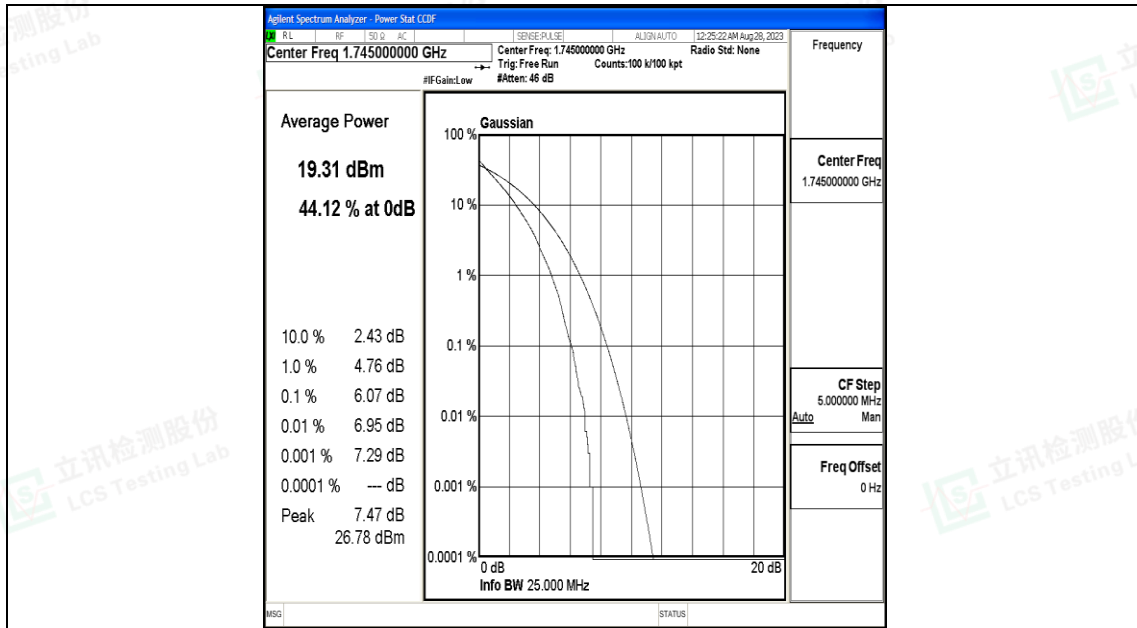 Agilent Spectrum Analyzer - Power Stat CCDF
RL RF 50 Ω AC SENSE:PULSE ALIGN AUTO 12:25:22 AM Aug 28, 2023
Center Freq 1.745000000 GHz
Center Freq: 1.745000000 GHz Radio Std: None
Trig: Free Run Counts:100 k/100 kpt
#IFGain:Low #Atten: 46 dB
Frequency
Average Power
19.31 dBm
44.12 % at 0dB
10.0 % 2.43 dB
1.0 % 4.76 dB
0.1 % 6.07 dB
0.01 % 6.95 dB
0.001 % 7.29 dB
0.0001 % --- dB
Peak 7.47 dB
26.78 dBm
Gaussian
100 %
10 %
1 %
0.1 %
0.01 %
0.001 %
0.0001 %
0 dB 20 dB
Info BW 25.000 MHz
Center Freq
1.745000000 GHz
CF Step
5.000000 MHz
Auto Man
Freq Offset
0 Hz
MSG STATUS
立讯检测股份
LCS Testing Lab
立讯检测股份
LCS Testing L